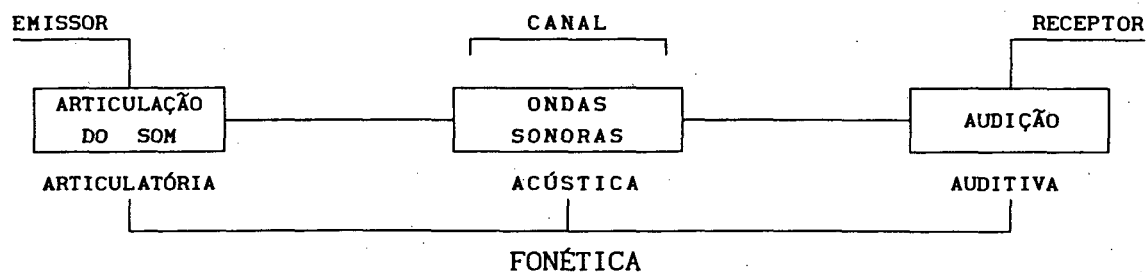 EMISSOR CANAL RECEPTOR
ARTICULAÇÃO
DO SOM
ONDAS
SONORAS
AUDIÇÃO
ARTICULATÓRIA ACÚSTICA AUDITIVA
FONÉTICA